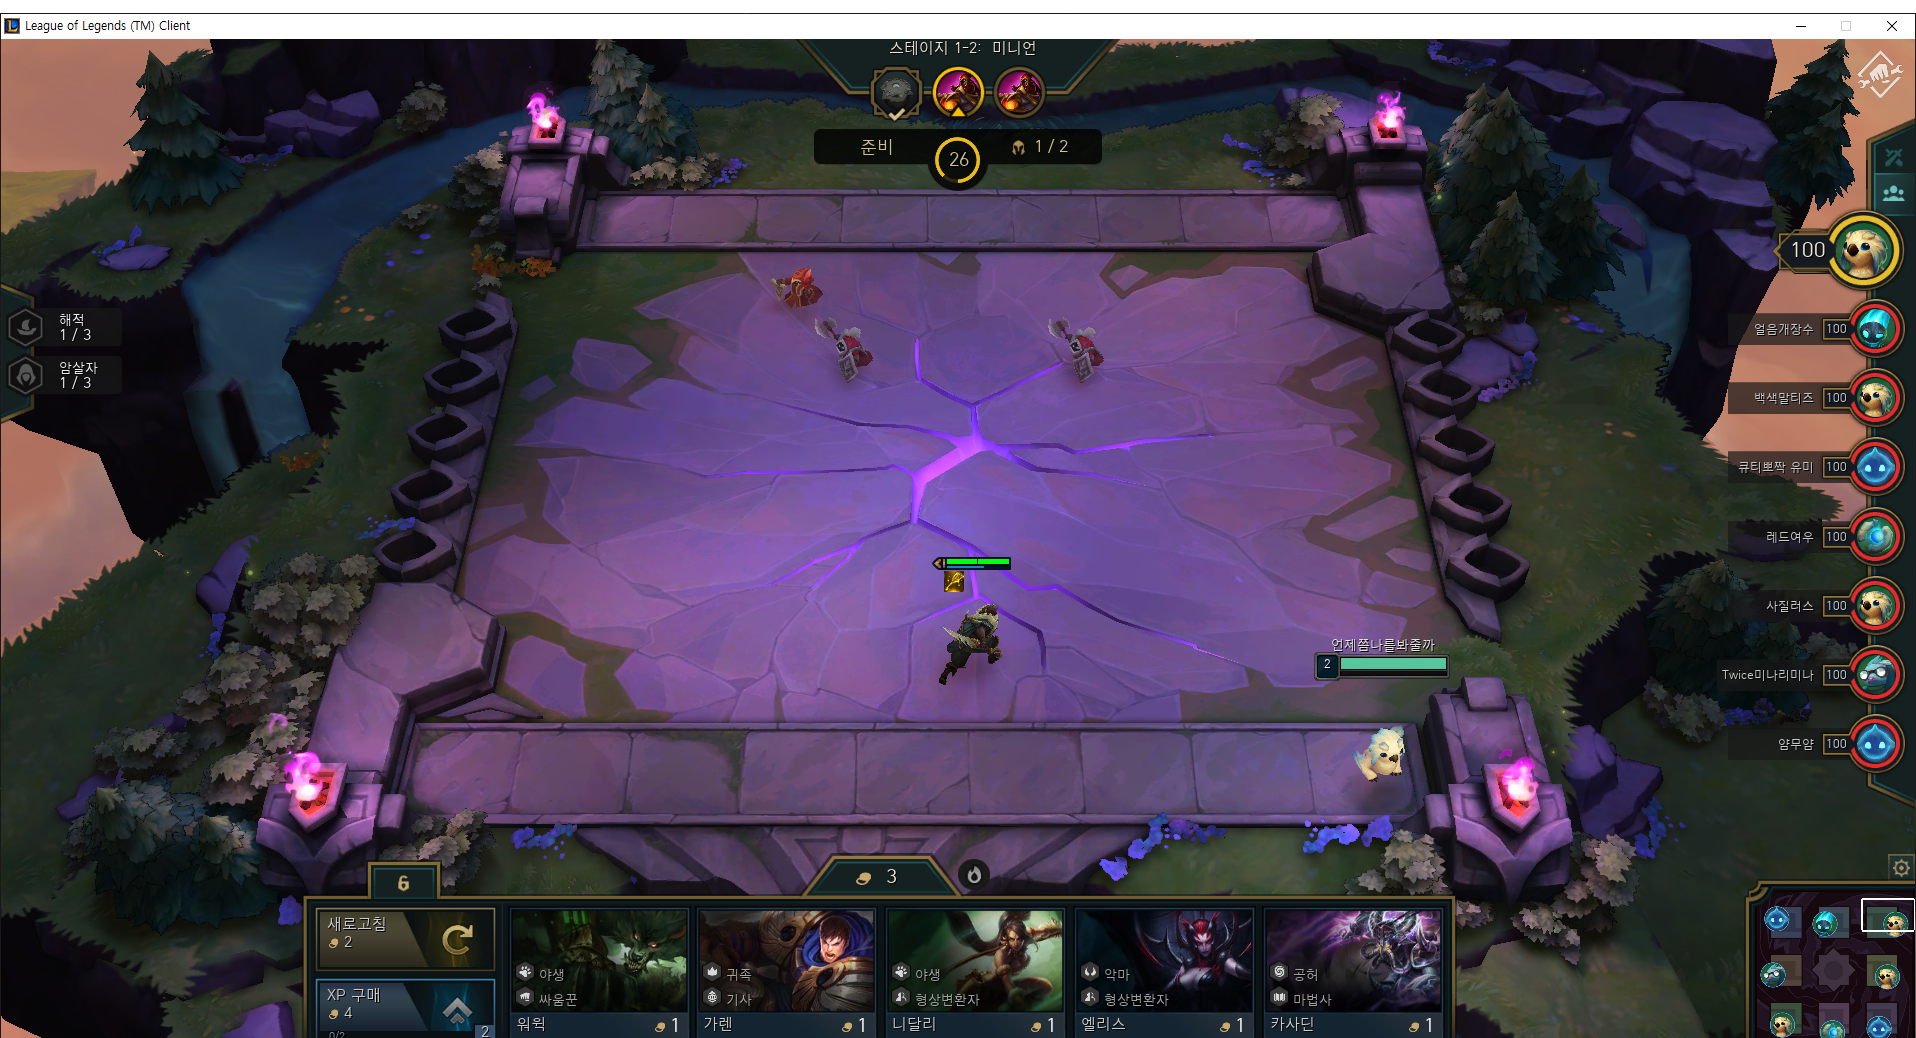 League of Legends (TM) Client
스테이지 1-2: 미니언
준비
26
1 / 2
100
해적
1 / 3
암살자
1 / 3
얼음개장수 100
백색말티즈 100
큐티뽀짝 유미 100
레드여우 100
사질러스 100
Twice미나리미나 100
얌무얌 100
언제쯤나를봐줄까
2
6
3
새로고침
2
XP 구매
4
0/2
2
야생
싸움꾼
워윅 1
귀족
기사
가렌 1
야생
형상변환자
니달리 1
악마
형상변환자
엘리스 1
공허
마법사
카사딘 1